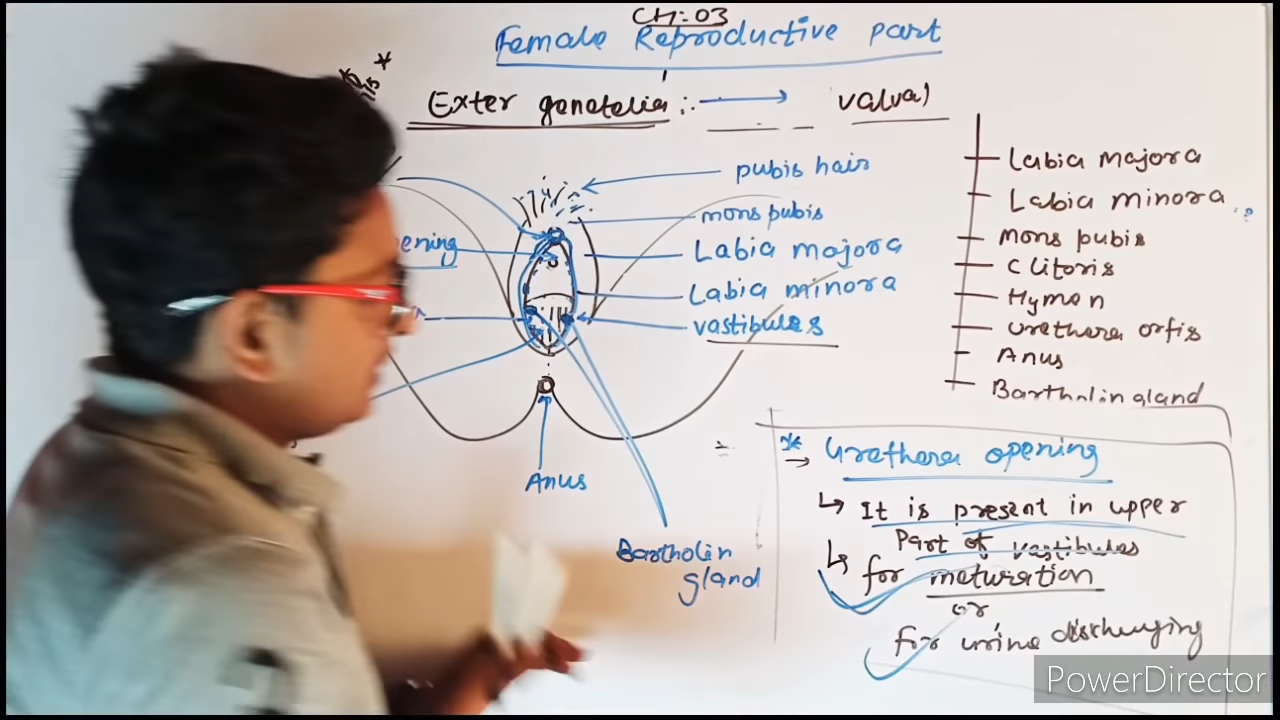 CH:03
Female Reproductive part
Exter genetelia :- → valval
pubis hair
mons pubis
Labia majora
Labia minora
vastibules
Anus
Bartholin
gland
Labia Majora
Labia minora
Mons pubis
Clitoris
Hymen
urethera orfis
Anus
Bartholin gland
* → Urethera opening
↳ It is present in upper
Part of vastibules
↳ for meturation
or
for urine discherging
PowerDirector